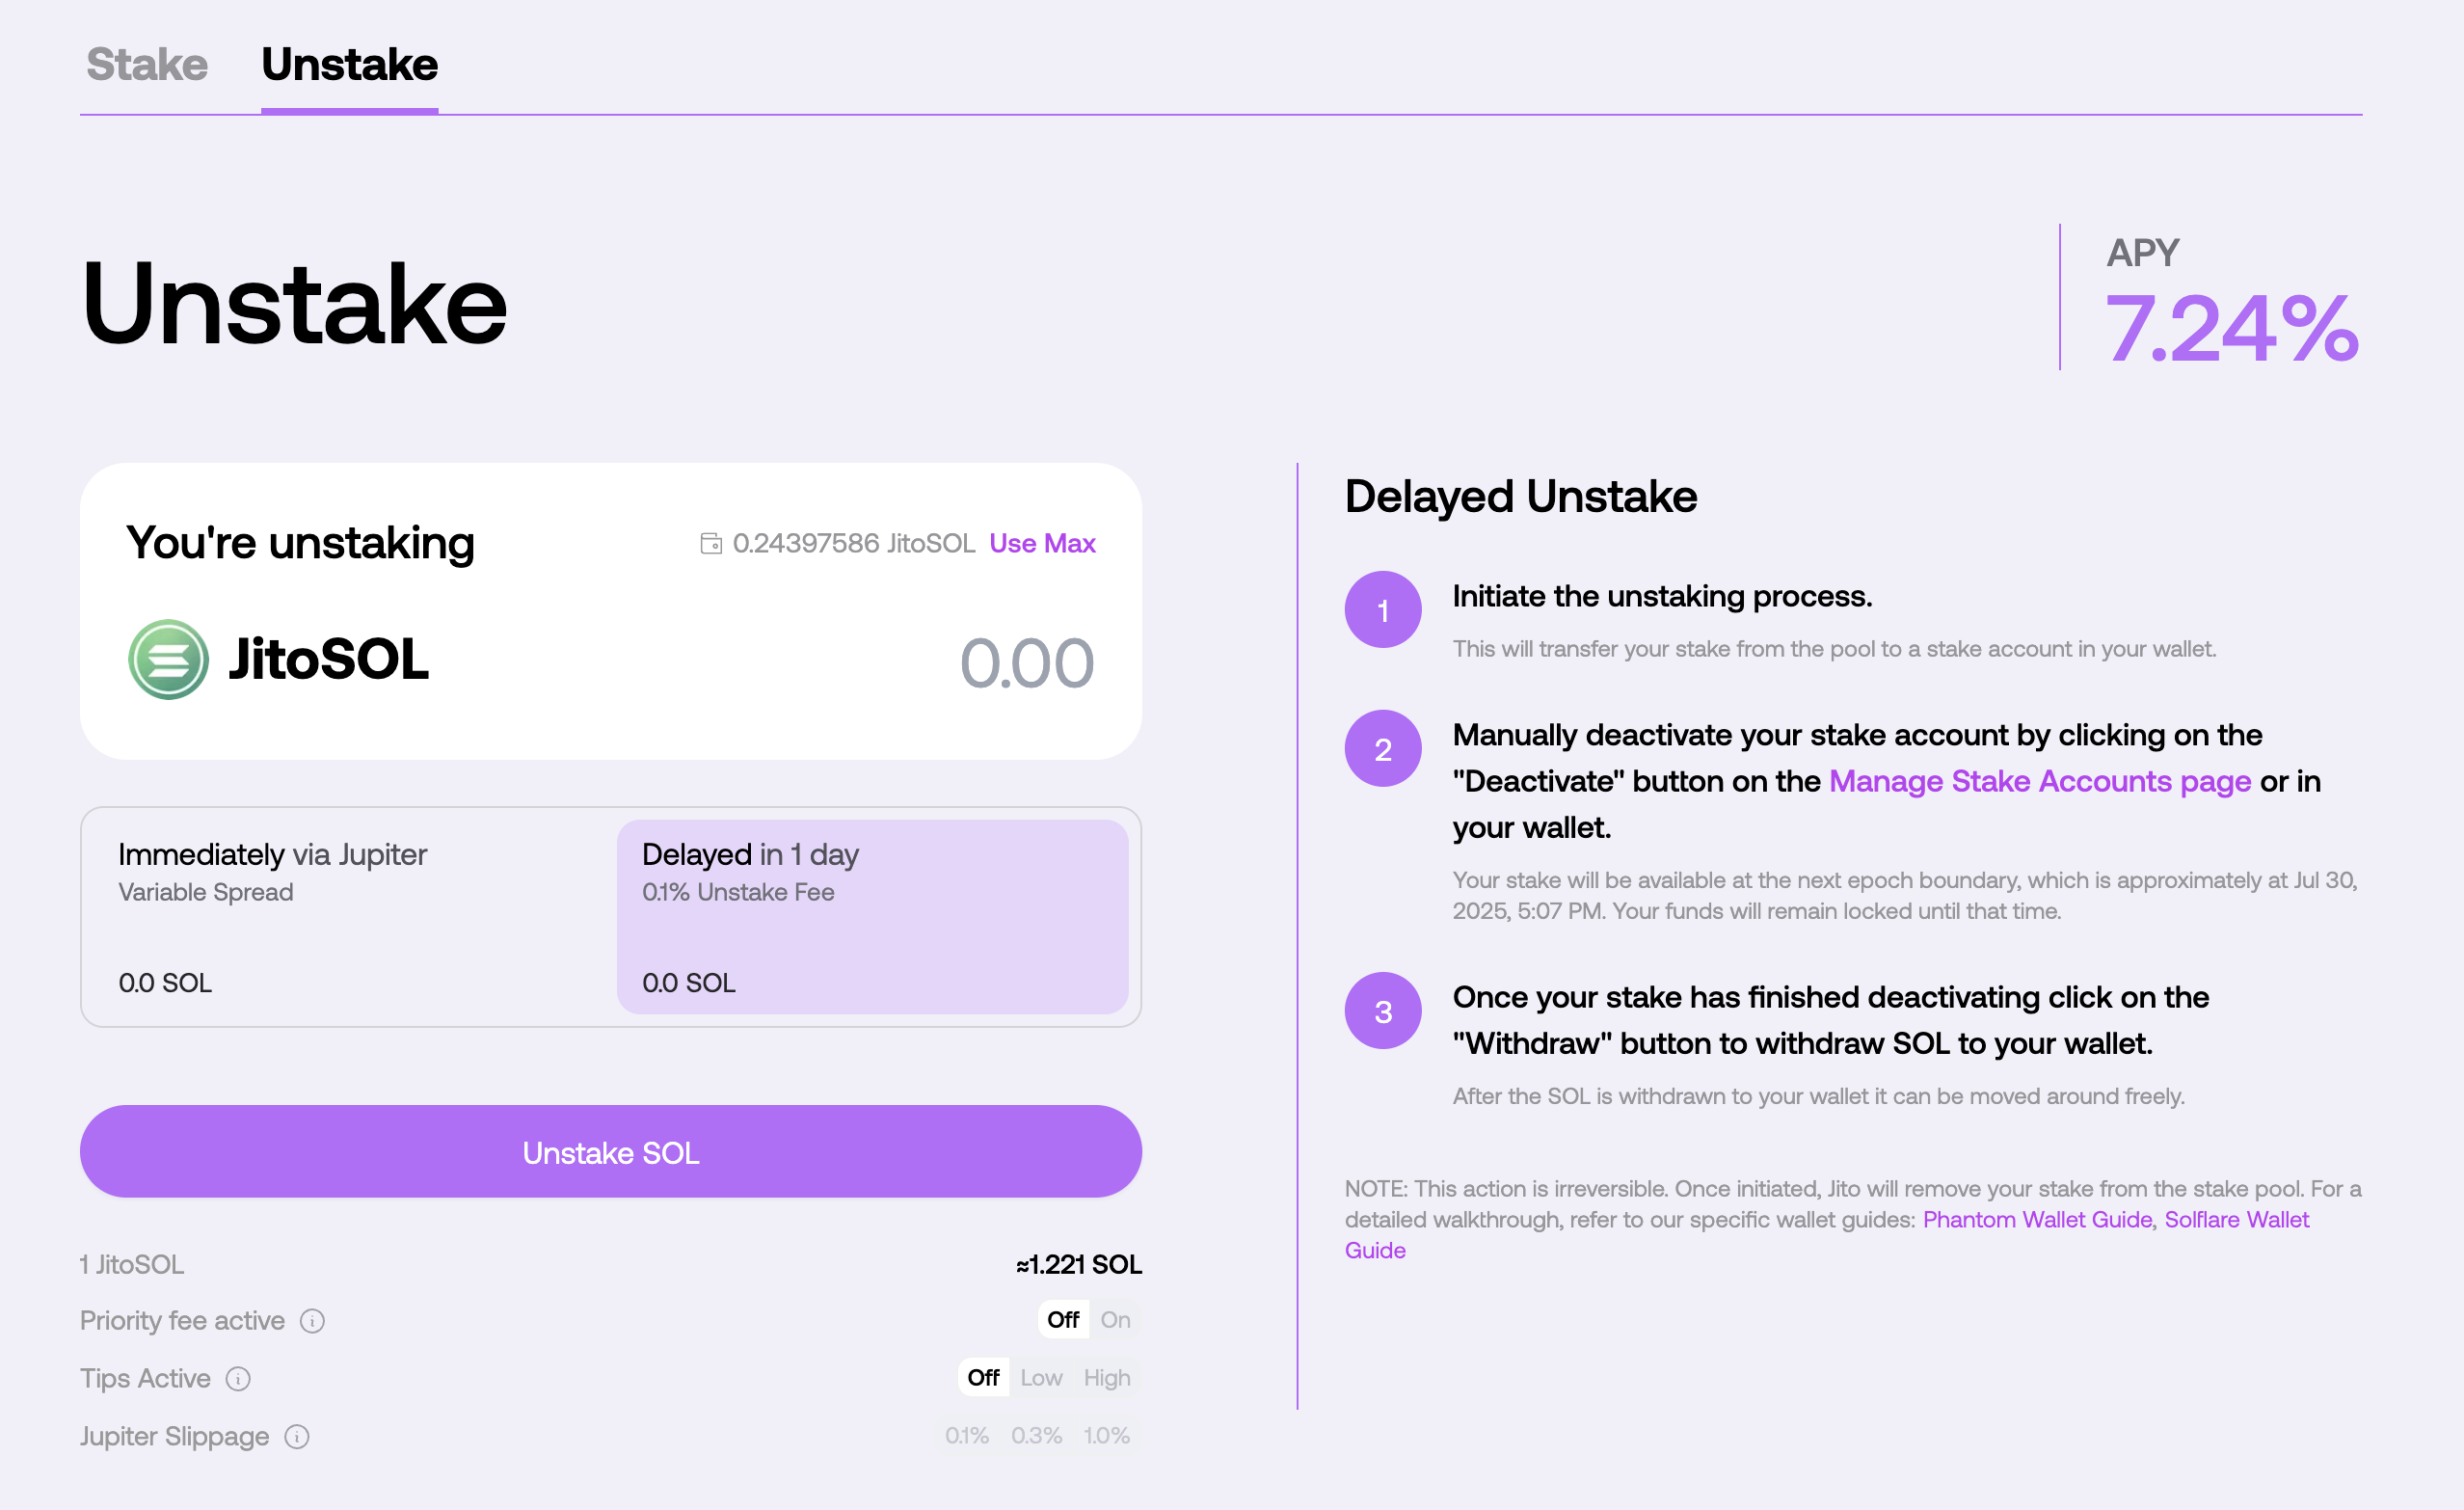 Stake Unstake
Unstake
APY
7.24%
You're unstaking
0.24397586 JitoSOL Use Max
JitoSOL
0.00
Immediately via Jupiter
Variable Spread
0.0 SOL
Delayed in 1 day
0.1% Unstake Fee
0.0 SOL
Unstake SOL
1 JitoSOL ≈1.221 SOL
Priority fee active Off On
Tips Active Off Low High
Jupiter Slippage 0.1% 0.3% 1.0%
Delayed Unstake
1
Initiate the unstaking process.
This will transfer your stake from the pool to a stake account in your wallet.
2
Manually deactivate your stake account by clicking on the
"Deactivate" button on the Manage Stake Accounts page or in
your wallet.
Your stake will be available at the next epoch boundary, which is approximately at Jul 30,
2025, 5:07 PM. Your funds will remain locked until that time.
3
Once your stake has finished deactivating click on the
"Withdraw" button to withdraw SOL to your wallet.
After the SOL is withdrawn to your wallet it can be moved around freely.
NOTE: This action is irreversible. Once initiated, Jito will remove your stake from the stake pool. For a
detailed walkthrough, refer to our specific wallet guides: Phantom Wallet Guide, Solflare Wallet
Guide